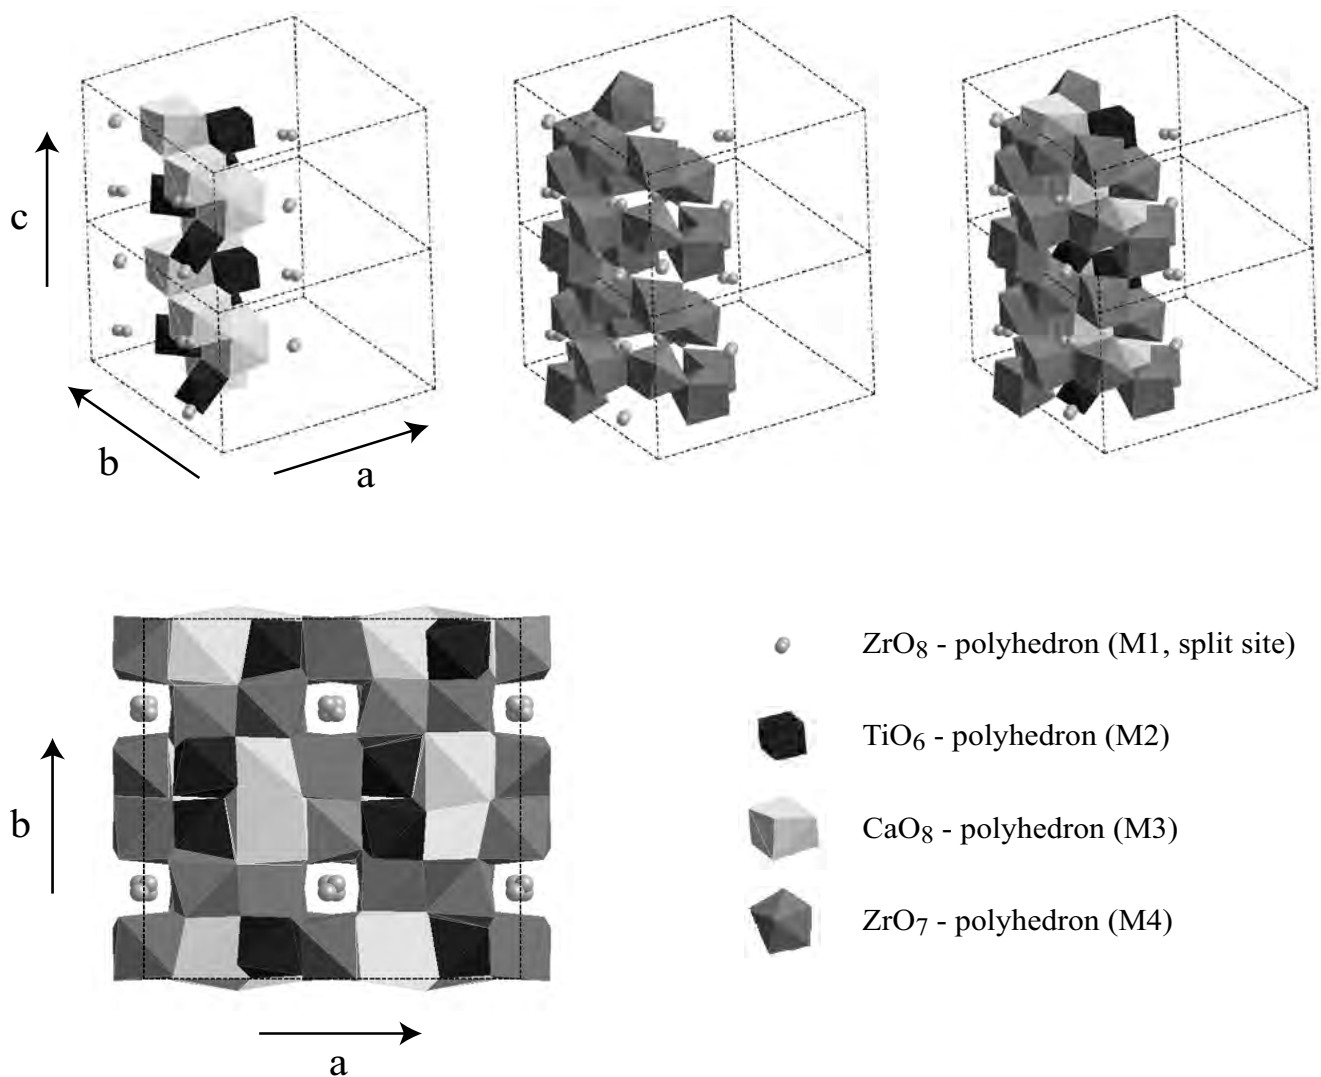 c
b
a
b
a
ZrO8 - polyhedron (M1, split site)
TiO6 - polyhedron (M2)
CaO8 - polyhedron (M3)
ZrO7 - polyhedron (M4)